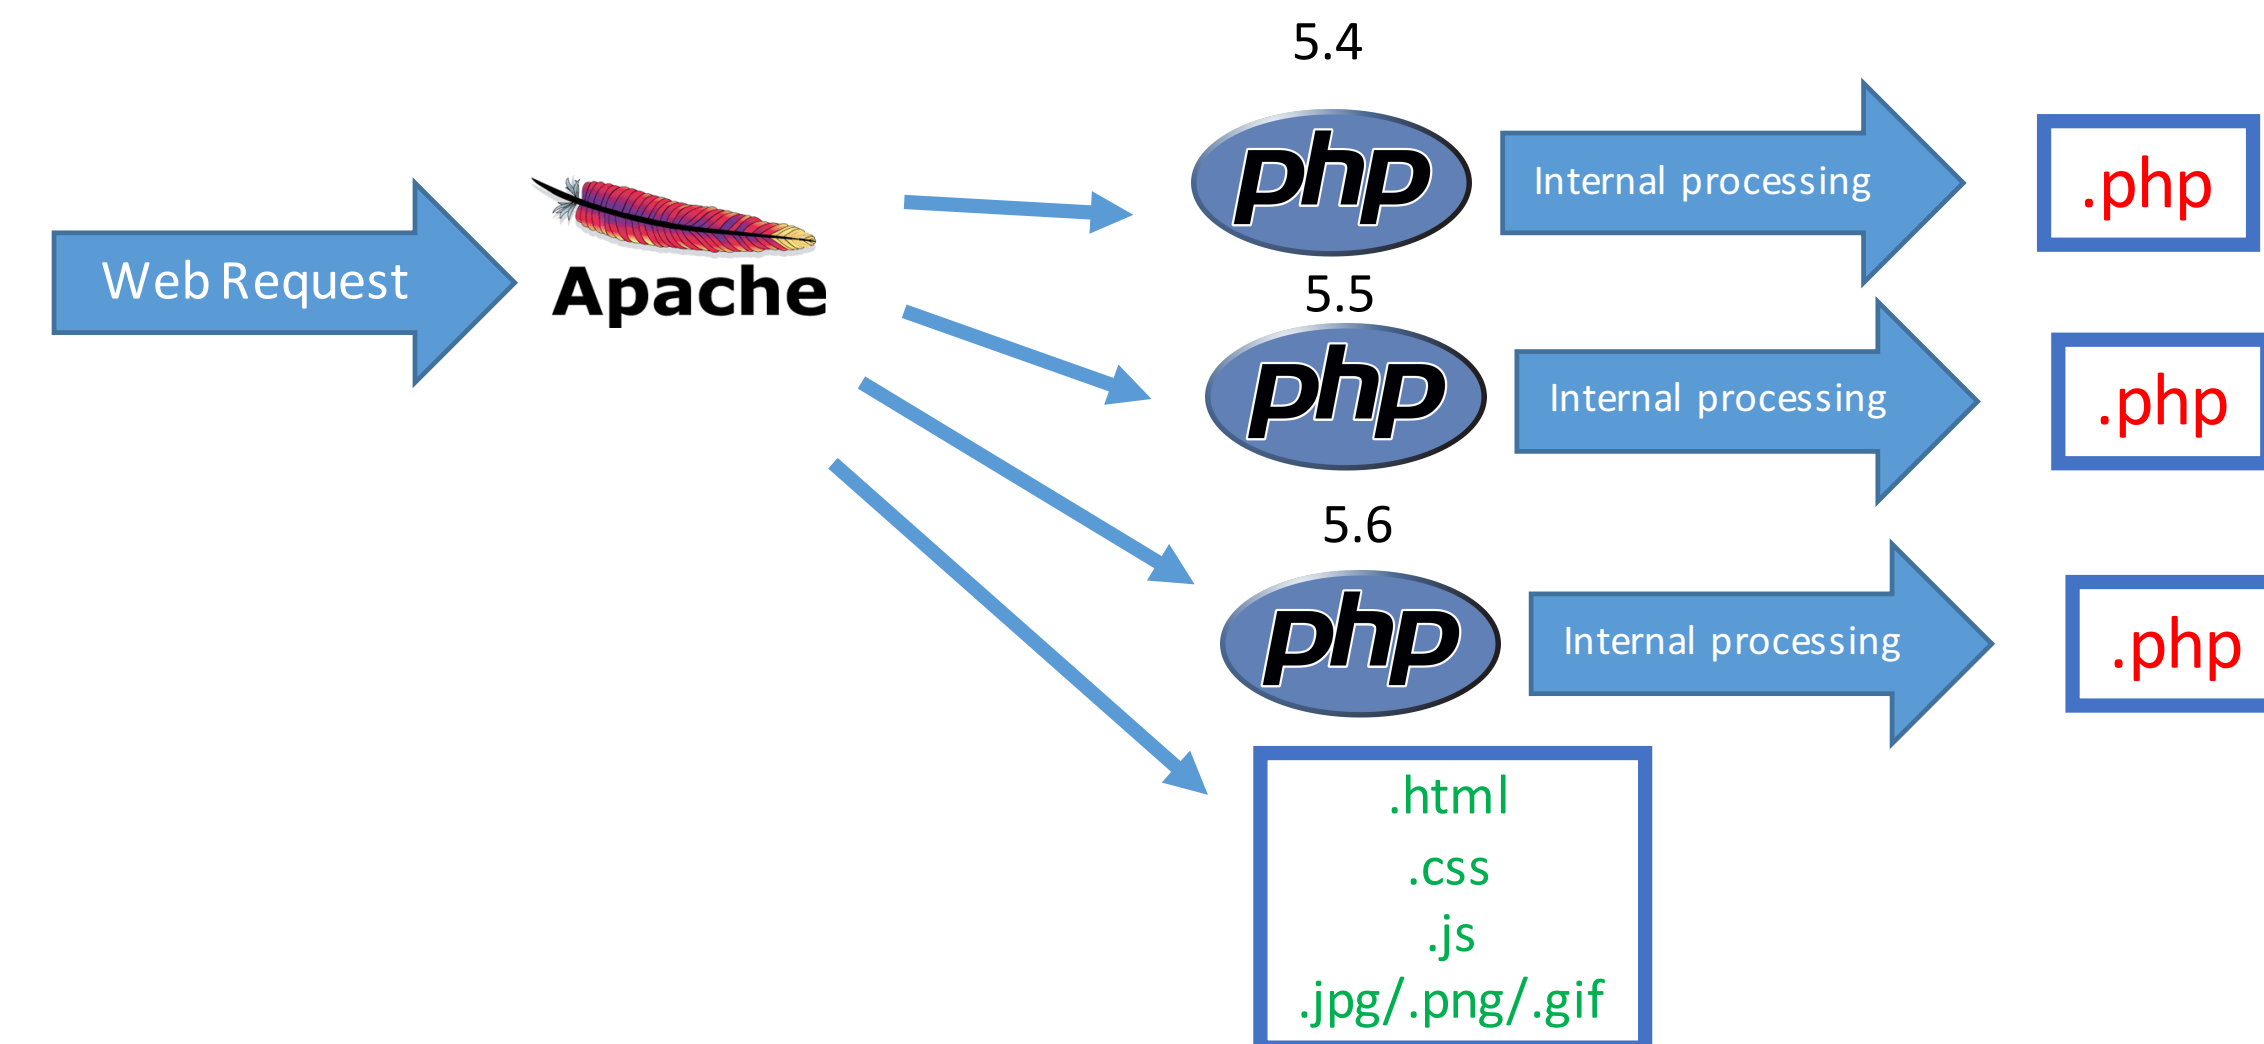 5.4
php
Internal processing
.php
Web Request
Apache
5.5
php
Internal processing
.php
5.6
php
Internal processing
.php
.html
.css
.js
.jpg/.png/.gif